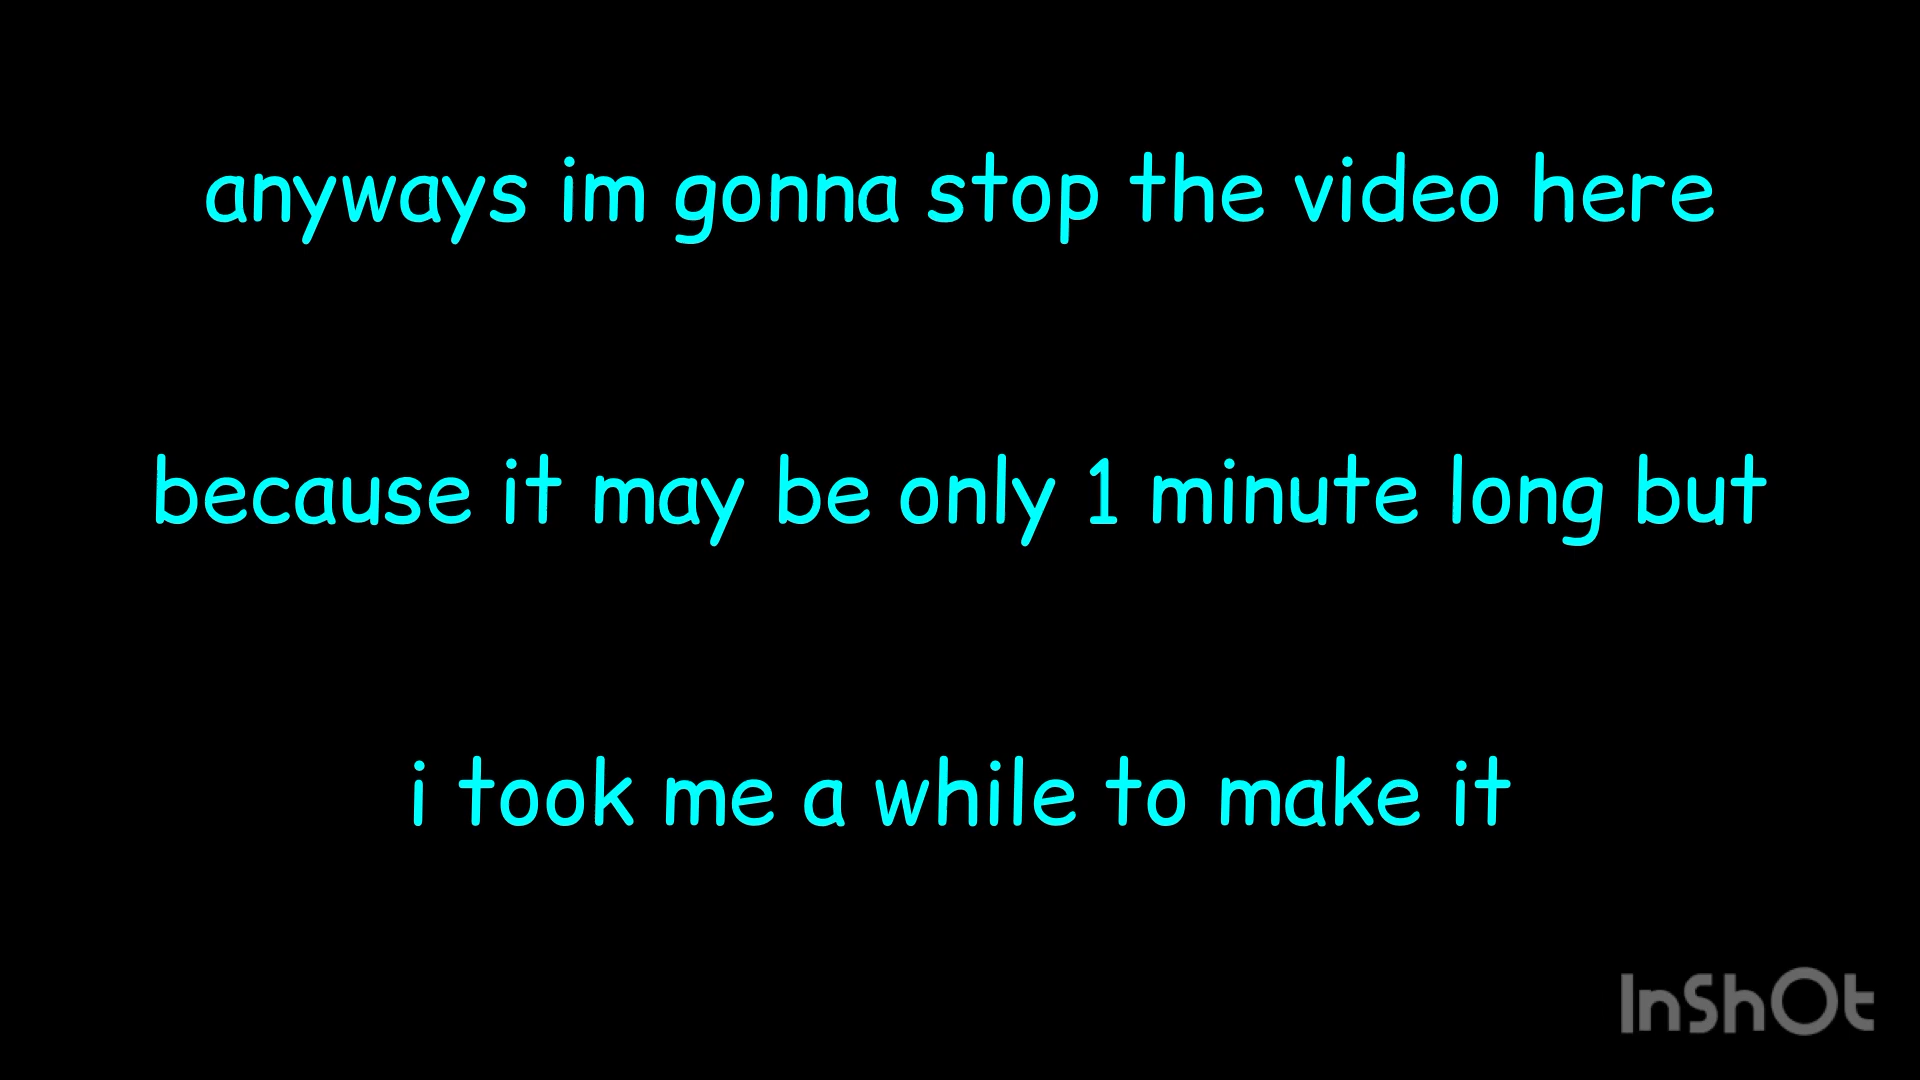 anyways im gonna stop the video here
because it may be only 1 minute long but
i took me a while to make it
InShOt